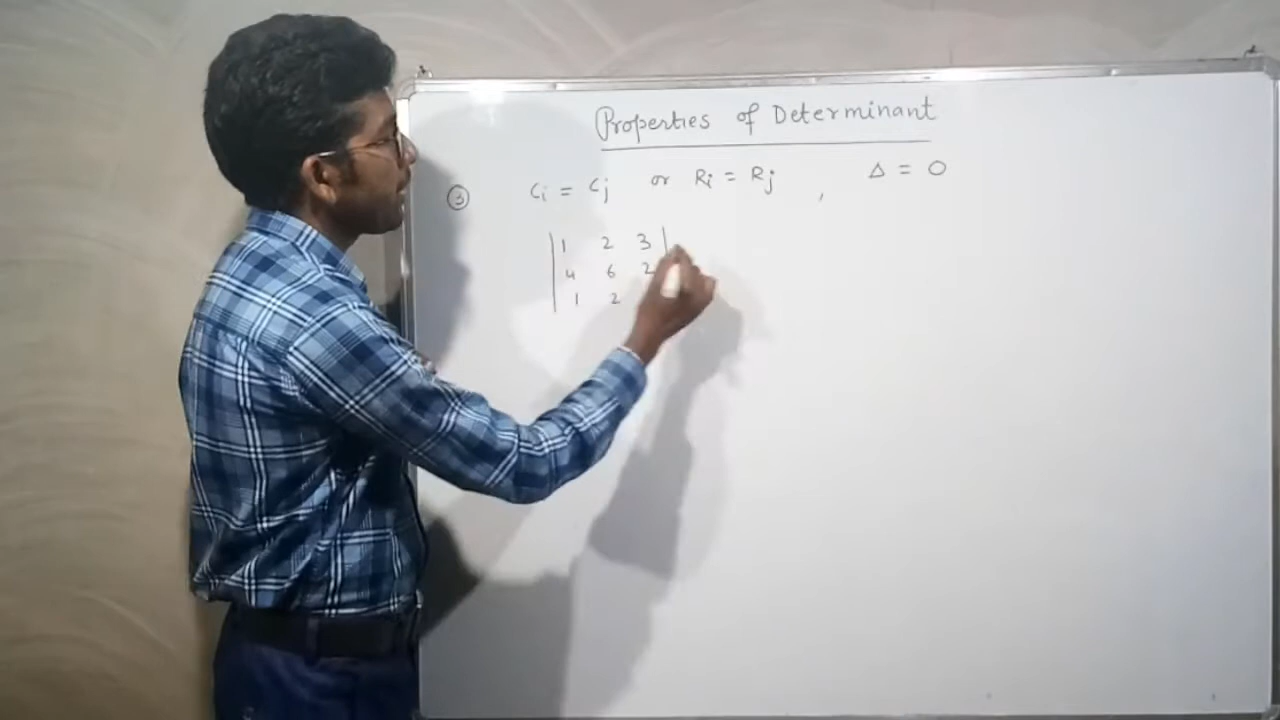 Properties of Determinant
③ Ci = Cj or Ri = Rj , Δ = 0
| 1 2 3 |
| 4 6 2
| 1 2